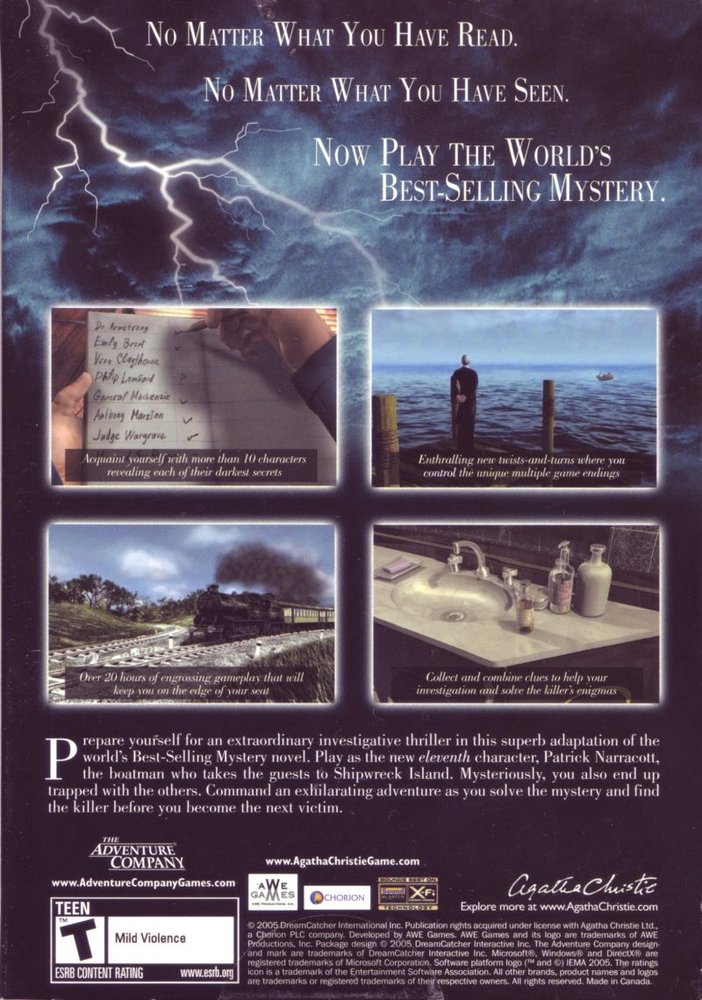 NO MATTER WHAT YOU HAVE READ.
NO MATTER WHAT YOU HAVE SEEN.
NOW PLAY THE WORLD'S
BEST-SELLING MYSTERY.
Dr. Armstrong
Emily Brent
Vera Claythorne
Philip Lombard ?
General Mackenzie
Anthony Marston
Judge Wargrave
Acquaint yourself with more than 10 characters
revealing each of their darkest secrets
Enthralling new twists-and-turns where you
control the unique multiple game endings
Over 20 hours of engrossing gameplay that will
keep you on the edge of your seat
Collect and combine clues to help your
investigation and solve the killer's enigmas
Prepare yourself for an extraordinary investigative thriller in this superb adaptation of the
world's Best-Selling Mystery novel. Play as the new eleventh character, Patrick Narracott,
the boatman who takes the guests to Shipwreck Island. Mysteriously, you also end up
trapped with the others. Command an exhilarating adventure as you solve the mystery and find
the killer before you become the next victim.
THE
ADVENTURE
COMPANY
www.AdventureCompanyGames.com
www.AgathaChristieGame.com
AWE
GAMES
CHORION
SOUNDS BEST ON
Sound
BLASTER
X-Fi
TECHNOLOGY
Agatha Christie
Explore more at www.AgathaChristie.com
TEEN
T
TM
Mild Violence
ESRB CONTENT RATING www.esrb.org
© 2005 DreamCatcher International Inc. Publication rights acquired under license with Agatha Christie Ltd.,
a Chorion PLC company. Developed by AWE Games. AWE Games and its logo are trademarks of AWE
Productions, Inc. Package design © 2005 DreamCatcher Interactive Inc. The Adventure Company design
and mark are trademarks of DreamCatcher Interactive Inc. Microsoft®, Windows® and DirectX® are
registered trademarks of Microsoft Corporation. Software platform logo (™ and ©) IEMA 2005. The ratings
icon is a trademark of the Entertainment Software Association. All other brands, product names and logos
are trademarks or registered trademarks of their respective owners. All rights reserved. Made in Canada.